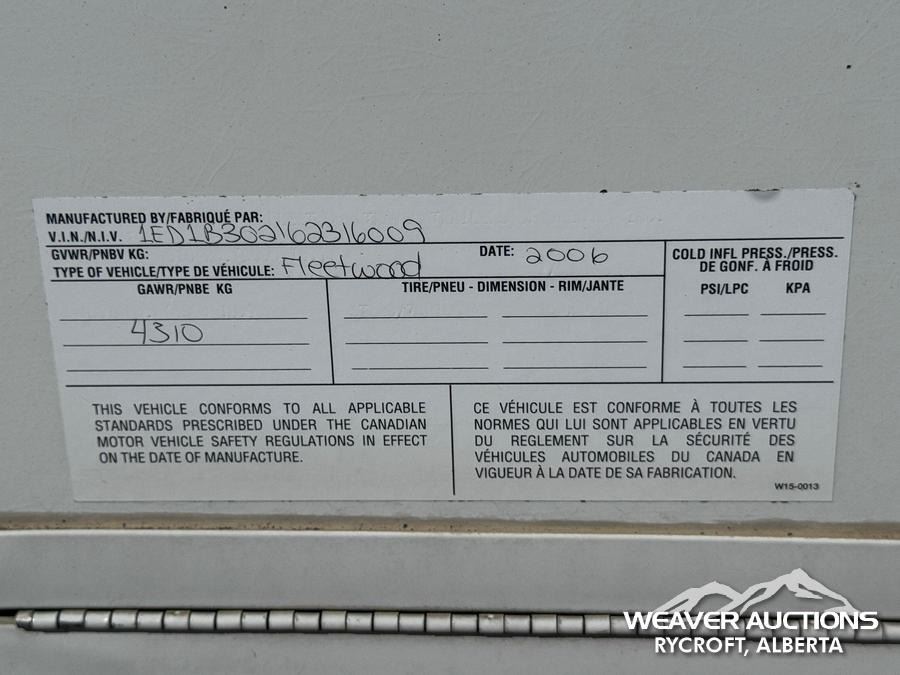 MANUFACTURED BY/FABRIQUÉ PAR:
V.I.N./N.I.V. 1ED1B302162316009
GVWR/PNBV KG: DATE: 2006
TYPE OF VEHICLE/TYPE DE VÉHICULE: Fleetwood
COLD INFL PRESS./PRESS.
DE GONF. À FROID
GAWR/PNBE KG TIRE/PNEU - DIMENSION - RIM/JANTE PSI/LPC KPA
4310
THIS VEHICLE CONFORMS TO ALL APPLICABLE
STANDARDS PRESCRIBED UNDER THE CANADIAN
MOTOR VEHICLE SAFETY REGULATIONS IN EFFECT
ON THE DATE OF MANUFACTURE.
CE VÉHICULE EST CONFORME À TOUTES LES
NORMES QUI LUI SONT APPLICABLES EN VERTU
DU REGLEMENT SUR LA SÉCURITÉ DES
VÉHICULES AUTOMOBILES DU CANADA EN
VIGUEUR À LA DATE DE SA FABRICATION.
W15-0013
WEAVER AUCTIONS
RYCROFT, ALBERTA